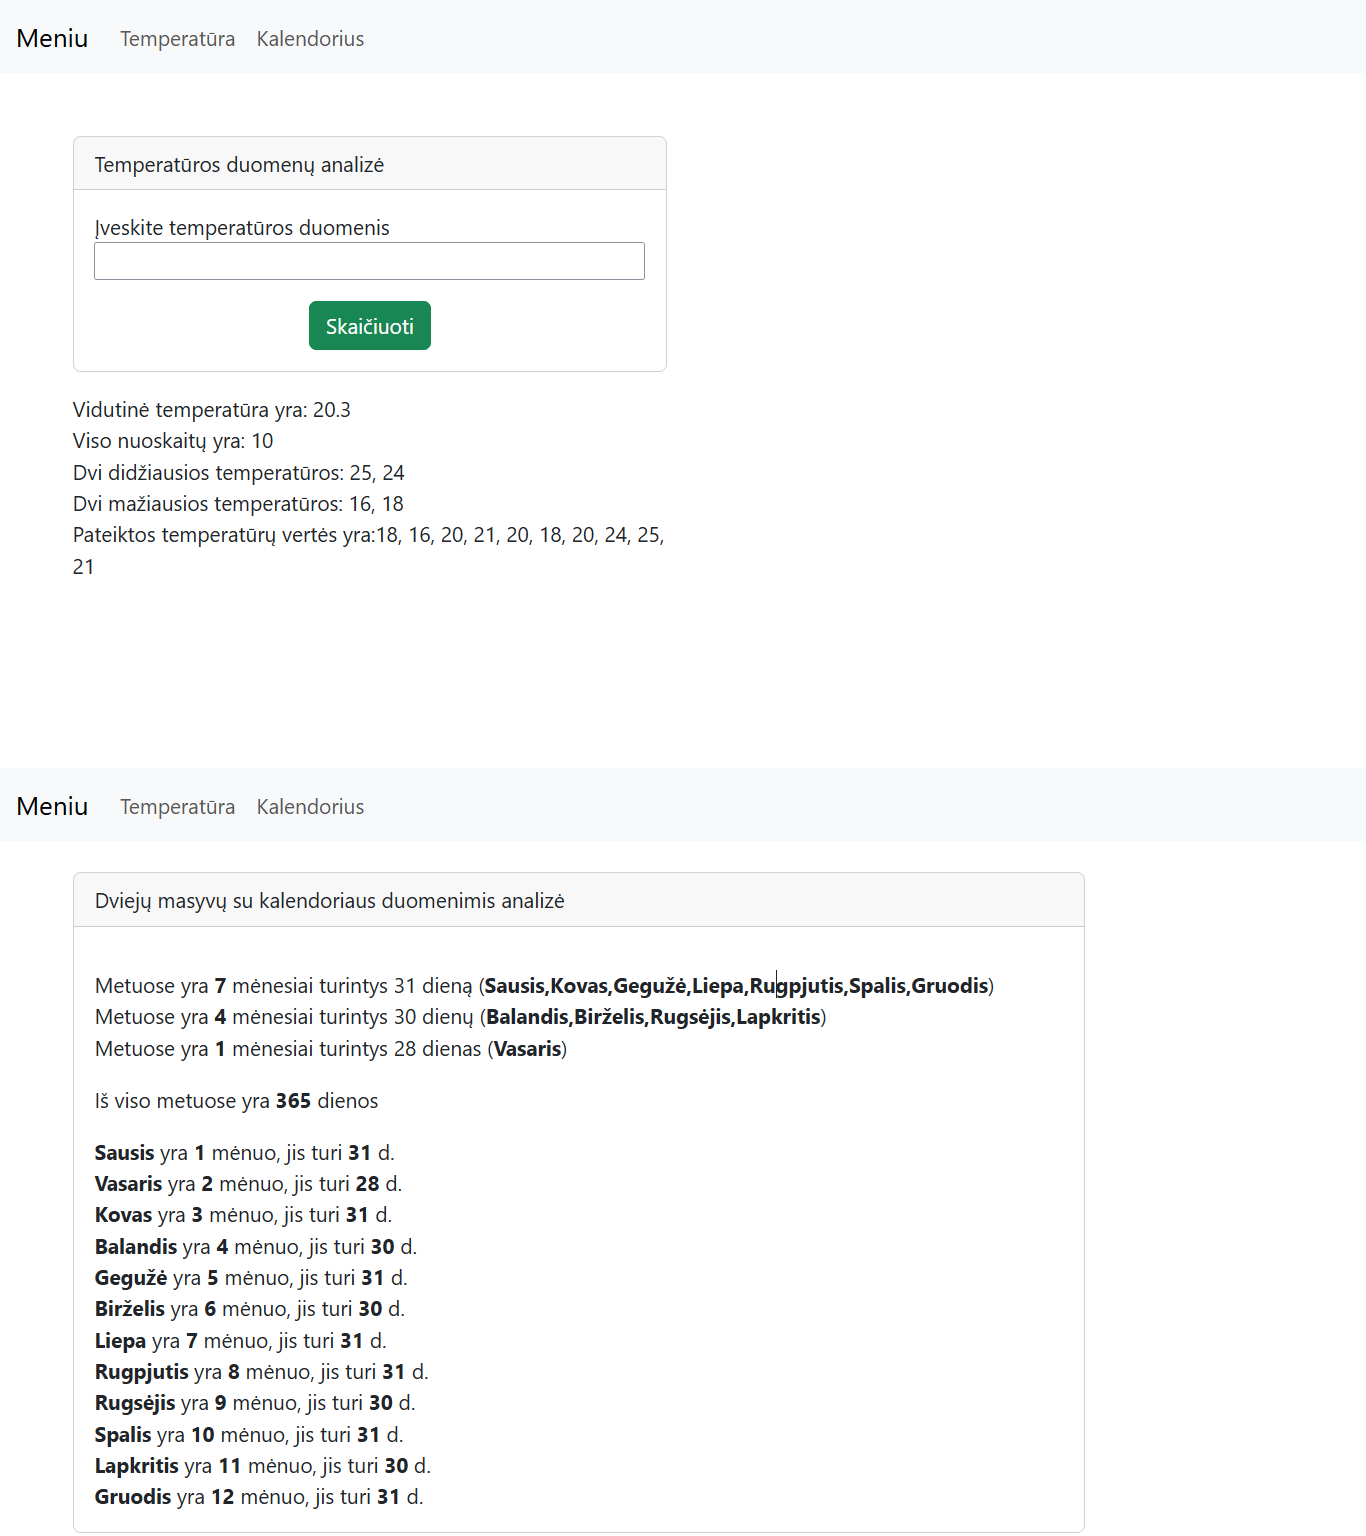 Meniu Temperatūra Kalendorius
Temperatūros duomenų analizė
Įveskite temperatūros duomenis
Skaičiuoti
Vidutinė temperatūra yra: 20.3
Viso nuoskaitų yra: 10
Dvi didžiausios temperatūros: 25, 24
Dvi mažiausios temperatūros: 16, 18
Pateiktos temperatūrų vertės yra:18, 16, 20, 21, 20, 18, 20, 24, 25,
21
Meniu Temperatūra Kalendorius
Dviejų masyvų su kalendoriaus duomenimis analizė
Metuose yra 7 mėnesiai turintys 31 dieną (Sausis,Kovas,Gegužė,Liepa,Rugpjutis,Spalis,Gruodis)
Metuose yra 4 mėnesiai turintys 30 dienų (Balandis,Birželis,Rugsėjis,Lapkritis)
Metuose yra 1 mėnesiai turintys 28 dienas (Vasaris)
Iš viso metuose yra 365 dienos
Sausis yra 1 mėnuo, jis turi 31 d.
Vasaris yra 2 mėnuo, jis turi 28 d.
Kovas yra 3 mėnuo, jis turi 31 d.
Balandis yra 4 mėnuo, jis turi 30 d.
Gegužė yra 5 mėnuo, jis turi 31 d.
Birželis yra 6 mėnuo, jis turi 30 d.
Liepa yra 7 mėnuo, jis turi 31 d.
Rugpjutis yra 8 mėnuo, jis turi 31 d.
Rugsėjis yra 9 mėnuo, jis turi 30 d.
Spalis yra 10 mėnuo, jis turi 31 d.
Lapkritis yra 11 mėnuo, jis turi 30 d.
Gruodis yra 12 mėnuo, jis turi 31 d.